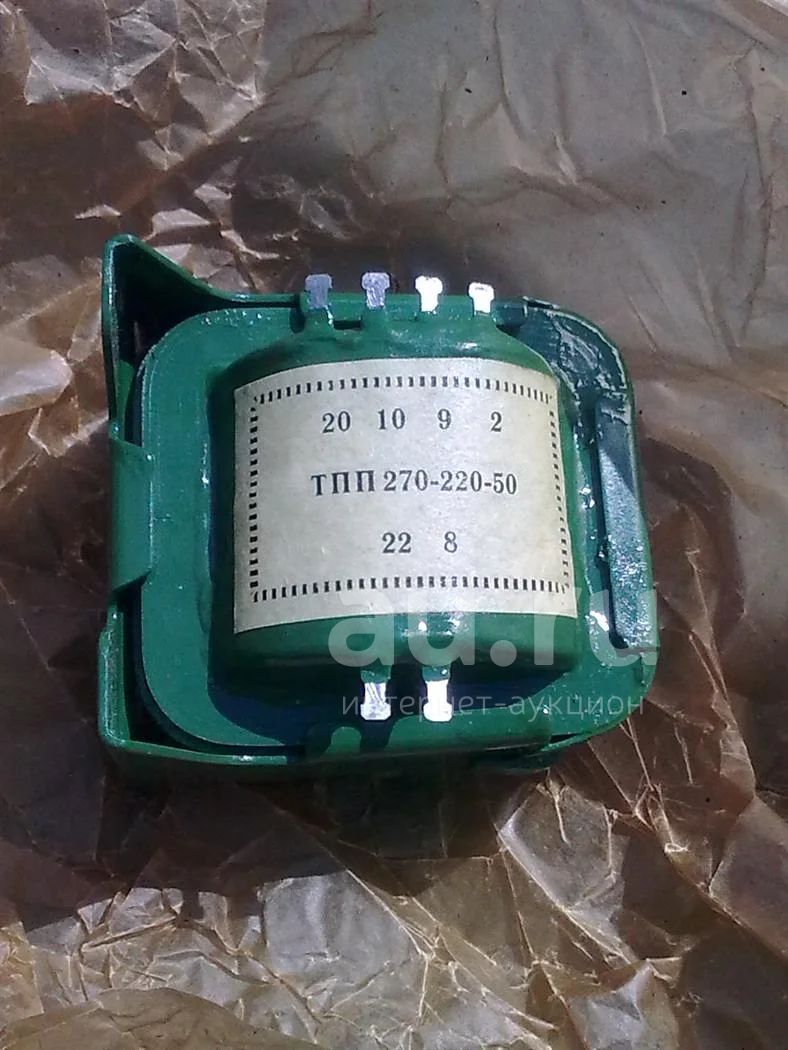 20 10 9 2
ТПП 270-220-50
22 8
au.ru
интернет-аукцион